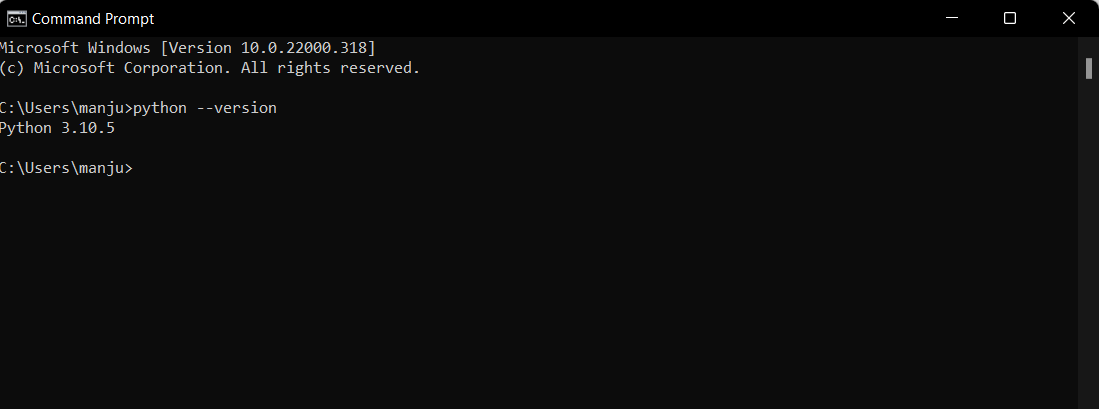 Command Prompt
Microsoft Windows [Version 10.0.22000.318]
(c) Microsoft Corporation. All rights reserved.
C:\Users\manju>python --version
Python 3.10.5
C:\Users\manju>